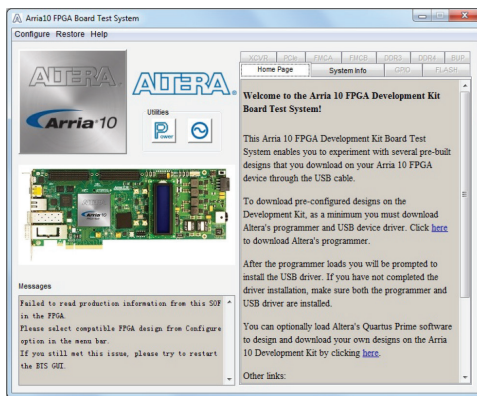 Arria10 FPGA Board Test System
Configure Restore Help
XCVR PCIe FMCA FMCB DDR3 DDR4 BUP
Home Page System Info GPIO FLASH
ALTERA
Arria 10
ALTERA.
Utilities
Power
Welcome to the Arria 10 FPGA Development Kit
Board Test System!
This Arria 10 FPGA Development Kit Board Test
System enables you to experiment with several pre-built
designs that you download on your Arria 10 FPGA
device through the USB cable.
To download pre-configured designs on the
Development Kit, as a minimum you must download
Altera's programmer and USB device driver. Click here
to download Altera's programmer.
After the programmer loads you will be prompted to
install the USB driver. If you have not completed the
driver installation, make sure both the programmer and
USB driver are installed.
You can optionally load Altera's Quartus Prime software
to design and download your own designs on the Arria
10 Development Kit by clicking here.
Other links:
Messages
Failed to read production information from this SOF
in the FPGA.
Please select compatible FPGA design from Configure
option in the menu bar.
If you still met this issue, please try to restart
the BTS GUI.